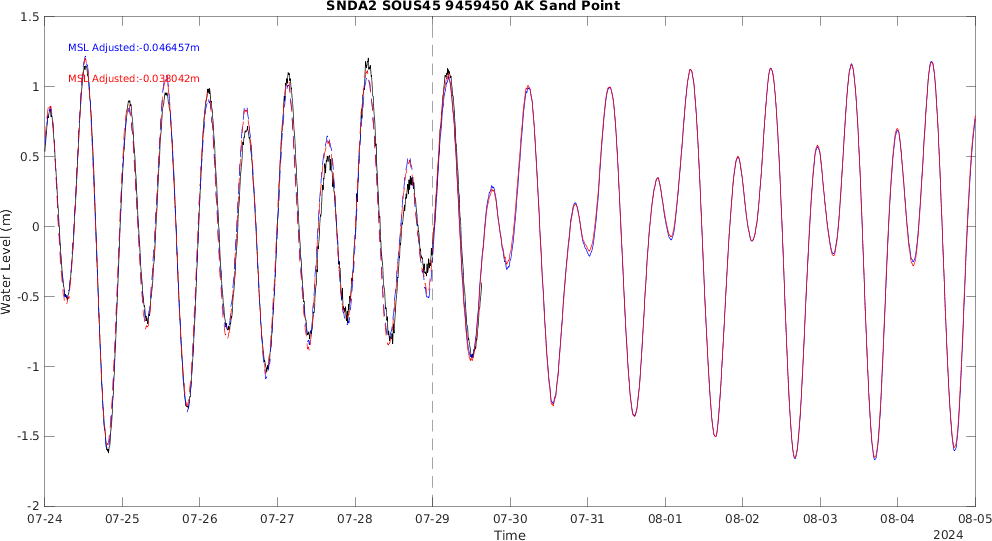 SNDA2 SOUS45 9459450 AK Sand Point
MSL Adjusted:-0.046457m
MSL Adjusted:-0.038042m
Water Level (m)
1.5
1
0.5
0
-0.5
-1
-1.5
-2
07-24 07-25 07-26 07-27 07-28 07-29 07-30 07-31 08-01 08-02 08-03 08-04 08-05
Time
2024